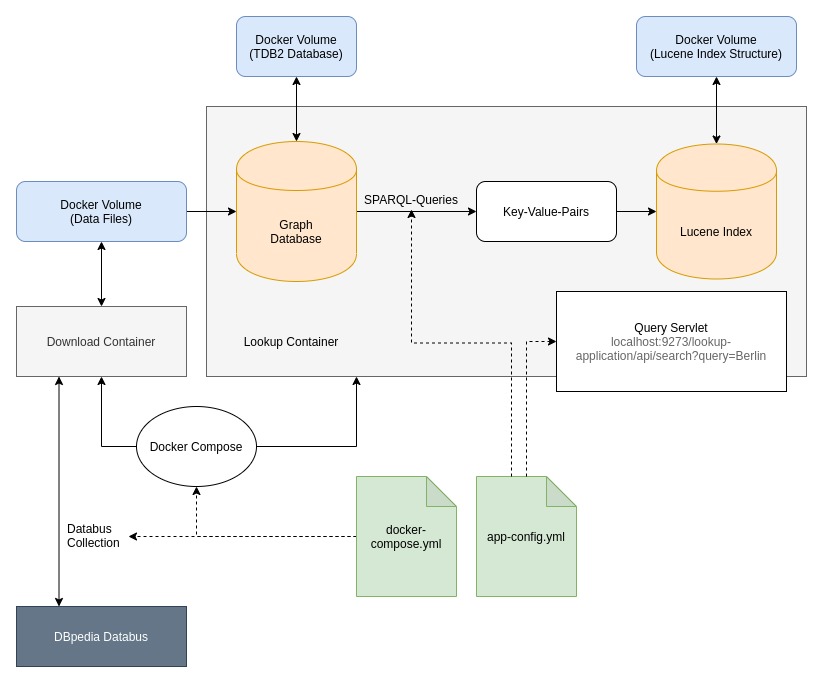 Docker Volume
(TDB2 Database)
Docker Volume
(Lucene Index Structure)
Docker Volume
(Data Files)
Graph
Database
SPARQL-Queries
Key-Value-Pairs
Lucene Index
Download Container
Lookup Container
Query Servlet
localhost:9273/lookup-
application/api/search?query=Berlin
Docker Compose
Databus
Collection
docker-
compose.yml
app-config.yml
DBpedia Databus